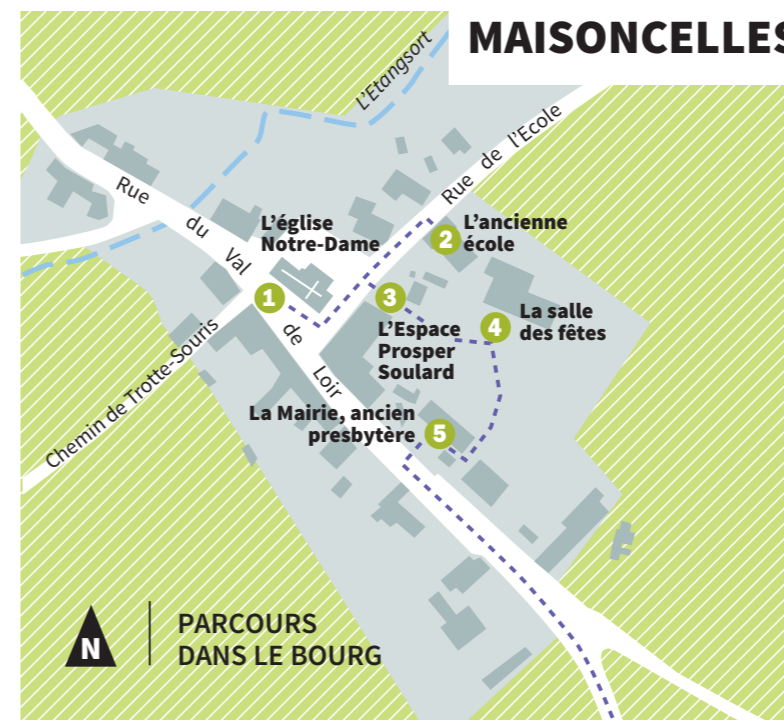 MAISONCELLES
L'Etangsort
Rue de l'Ecole
Rue du Val de Loir
L'église
Notre-Dame
2
L'ancienne
école
1
3
L'Espace
Prosper
Soulard
4
La salle
des fêtes
Chemin de Trotte-Souris
La Mairie, ancien
presbytère
5
N
PARCOURS
DANS LE BOURG